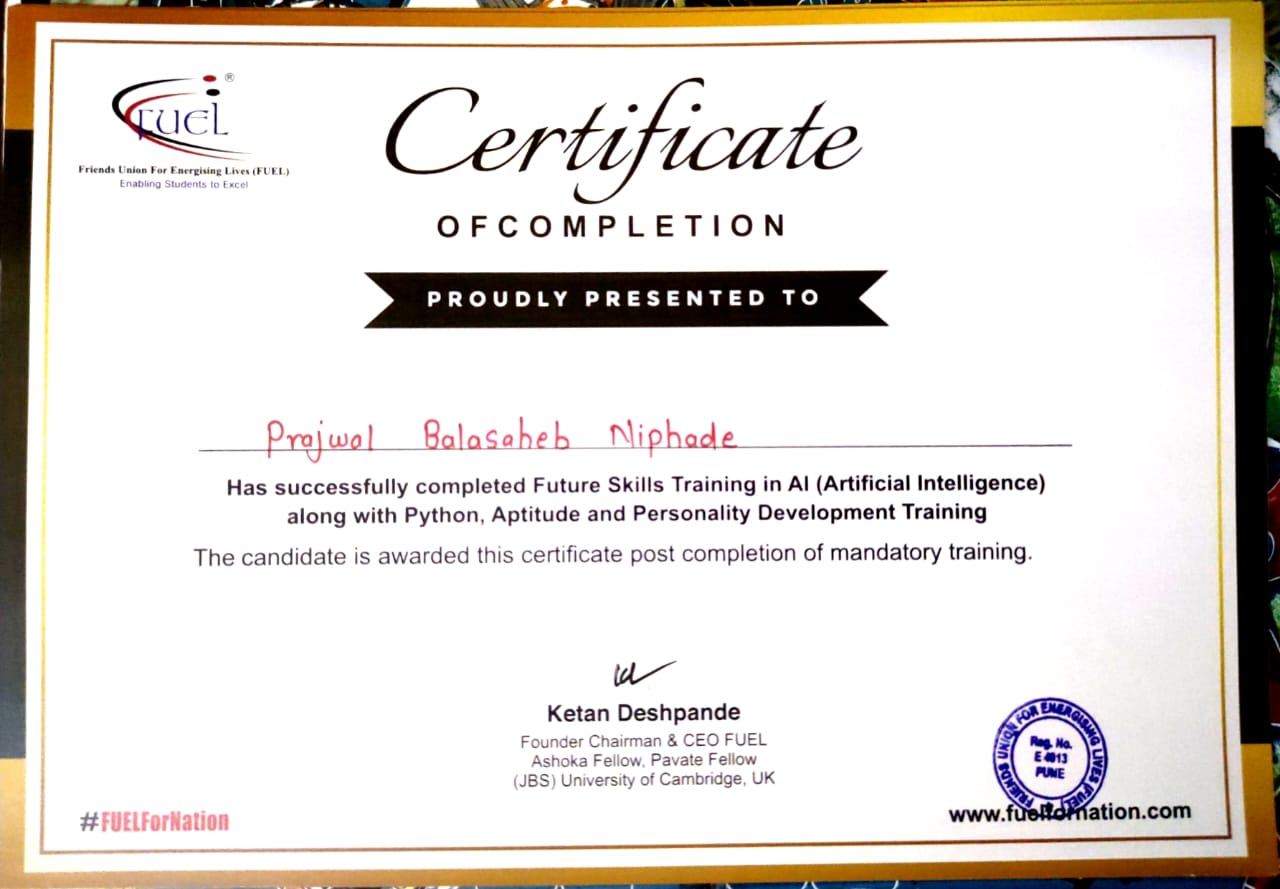 FUEL®
Friends Union For Energising Lives (FUEL)
Enabling Students to Excel
Certificate
OFCOMPLETION
PROUDLY PRESENTED TO
Prajwal Balasaheb Niphade
Has successfully completed Future Skills Training in AI (Artificial Intelligence)
along with Python, Aptitude and Personality Development Training
The candidate is awarded this certificate post completion of mandatory training.
Ketan Deshpande
Founder Chairman & CEO FUEL
Ashoka Fellow, Pavate Fellow
(JBS) University of Cambridge, UK
FRIENDS UNION FOR ENERGISING LIVES (FUEL)
Reg. No.
PUNE
#FUELForNation
www.fuelfornation.com